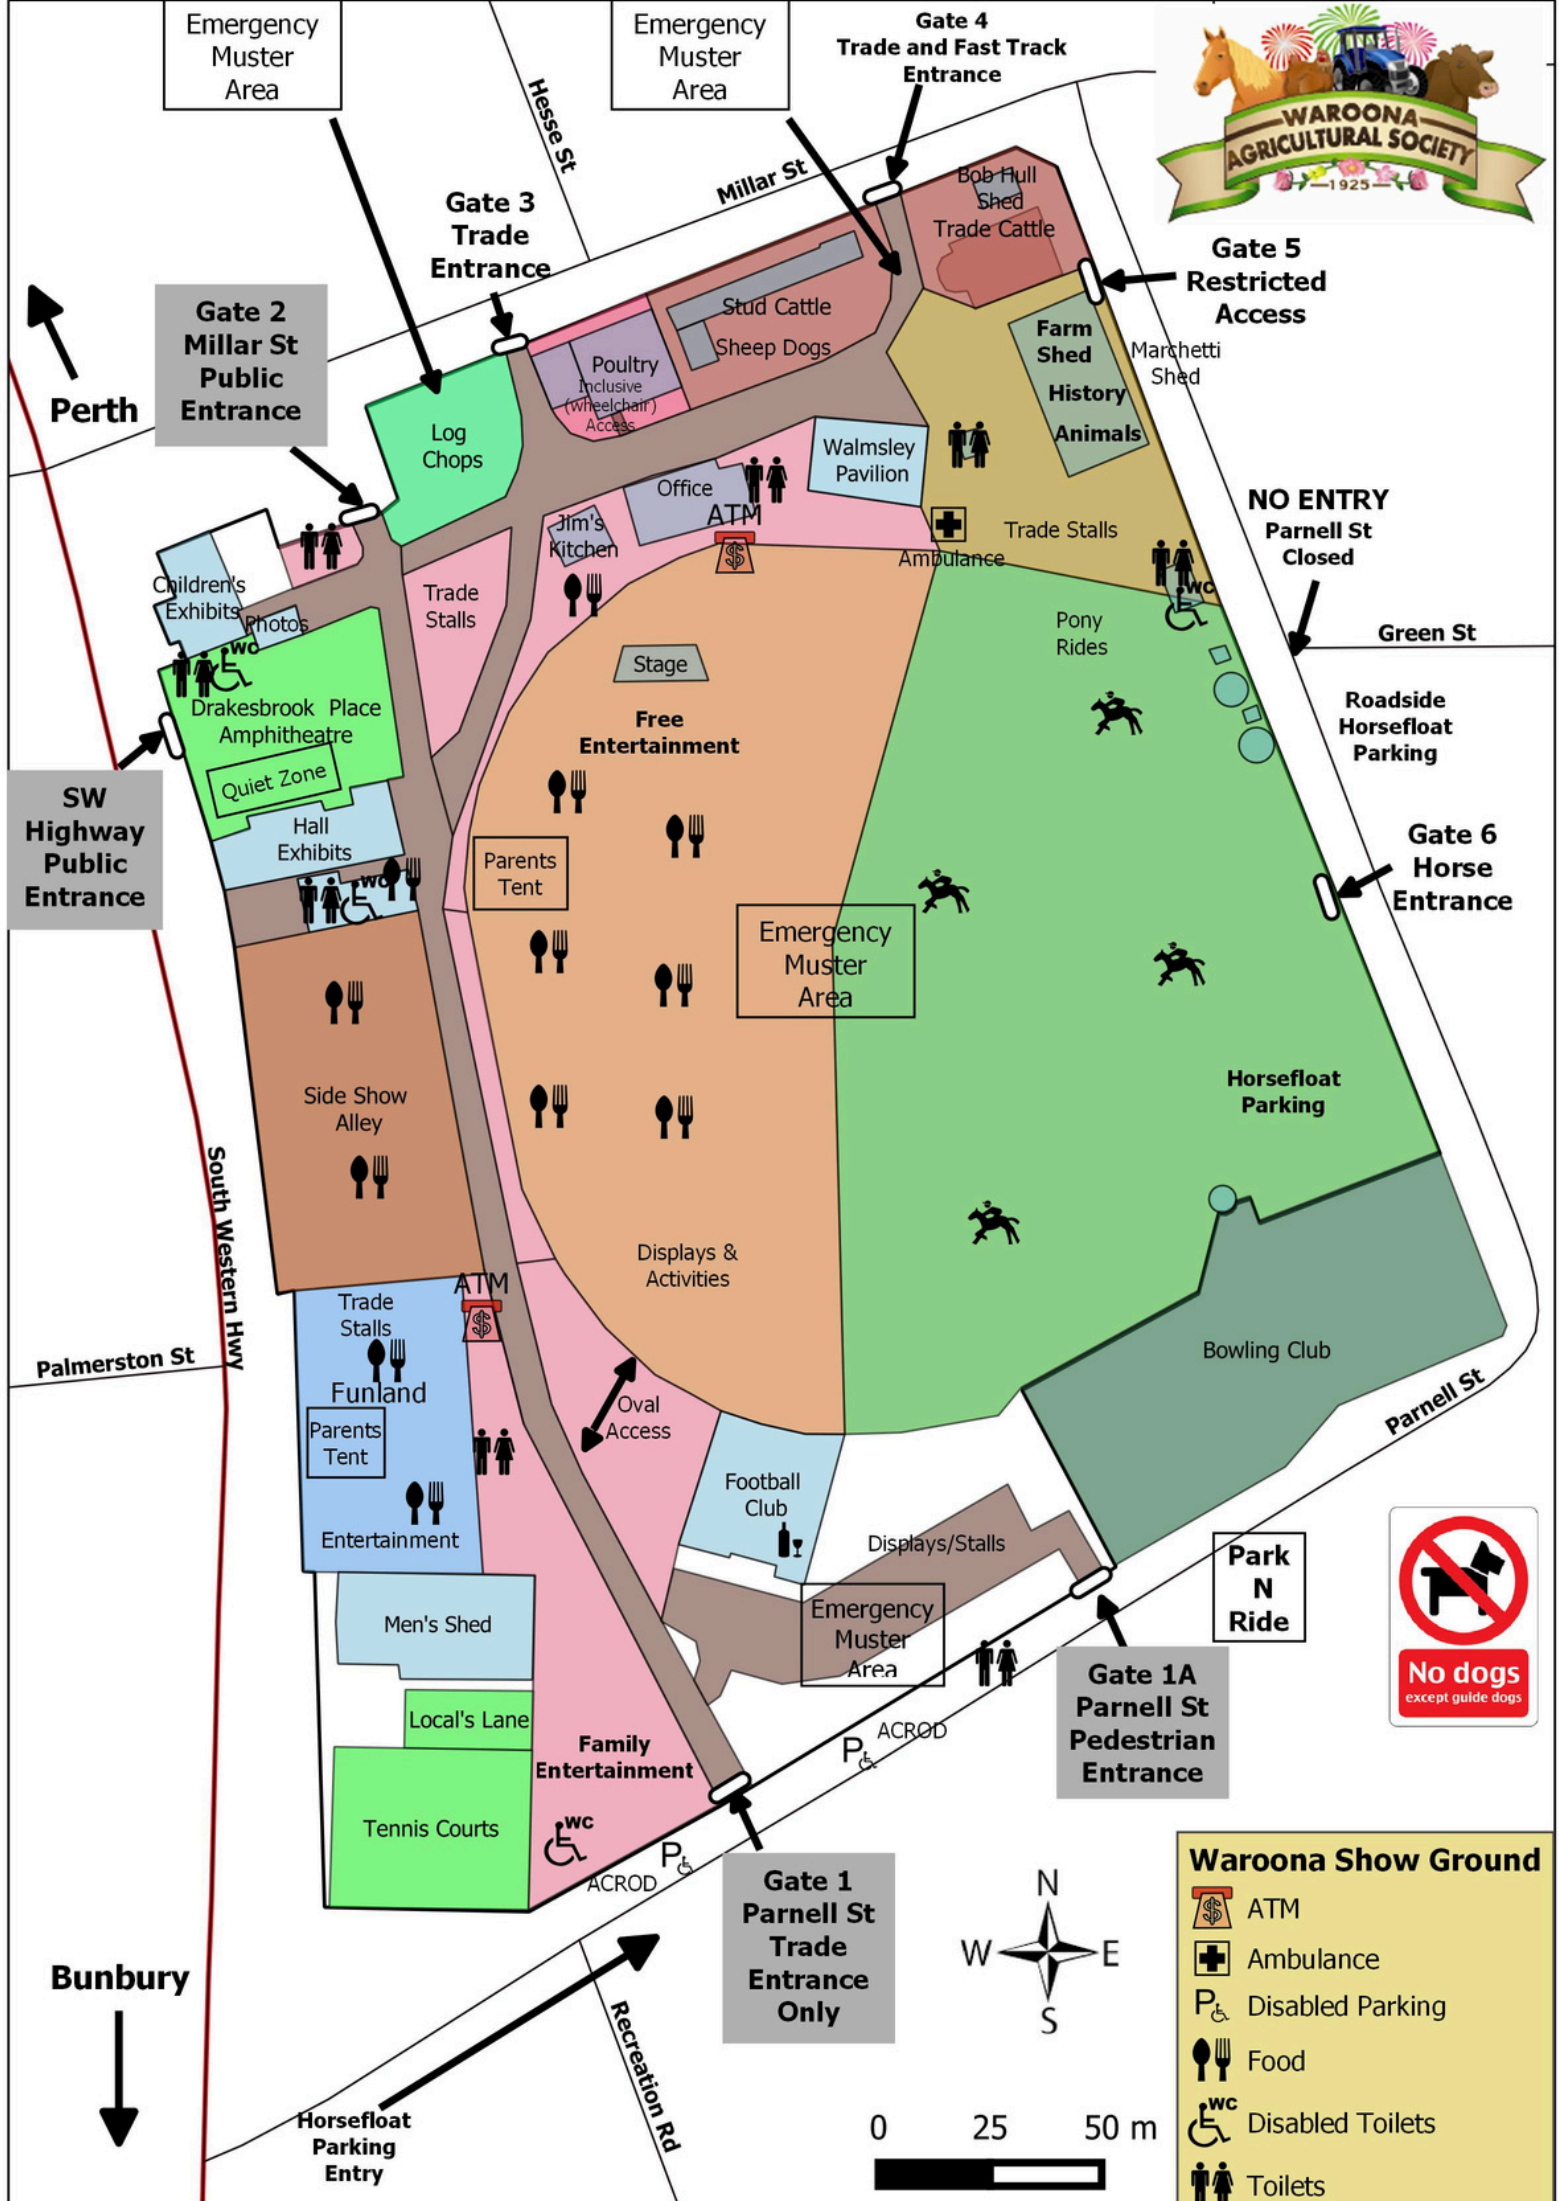 Emergency
Muster
Area
Emergency
Muster
Area
Gate 4
Trade and Fast Track
Entrance
WAROONA
AGRICULTURAL SOCIETY
1925
Hesse St
Millar St
Bob Hull
Shed
Trade Cattle
Gate 3
Trade
Entrance
Gate 5
Restricted
Access
Gate 2
Millar St
Public
Entrance
Perth
Stud Cattle
Sheep Dogs
Poultry
Inclusive
(wheelchair)
Access
Farm
Shed
History
Animals
Marchetti
Shed
Log
Chops
Walmsley
Pavilion
Office
ATM
$
Jim's
Kitchen
Ambulance
Trade Stalls
NO ENTRY
Parnell St
Closed
Children's
Exhibits
Photos
Trade
Stalls
wc
wc
Pony
Rides
Green St
Stage
Free
Entertainment
Drakesbrook Place
Amphitheatre
Quiet Zone
Roadside
Horsefloat
Parking
SW
Highway
Public
Entrance
Hall
Exhibits
wc
Parents
Tent
Gate 6
Horse
Entrance
Emergency
Muster
Area
Side Show
Alley
Horsefloat
Parking
South Western Hwy
Displays &
Activities
ATM
$
Trade
Stalls
Funland
Parents
Tent
Entertainment
Palmerston St
Oval
Access
Bowling Club
Parnell St
Football
Club
Displays/Stalls
Emergency
Muster
Area
Park
N
Ride
No dogs
except guide dogs
Men's Shed
Local's Lane
Tennis Courts
Family
Entertainment
wc
Gate 1A
Parnell St
Pedestrian
Entrance
ACROD
P
P
ACROD
Gate 1
Parnell St
Trade
Entrance
Only
N
W E
S
Bunbury
Recreation Rd
Horsefloat
Parking
Entry
0 25 50 m
Waroona Show Ground
$ ATM
Ambulance
P Disabled Parking
Food
wc Disabled Toilets
Toilets